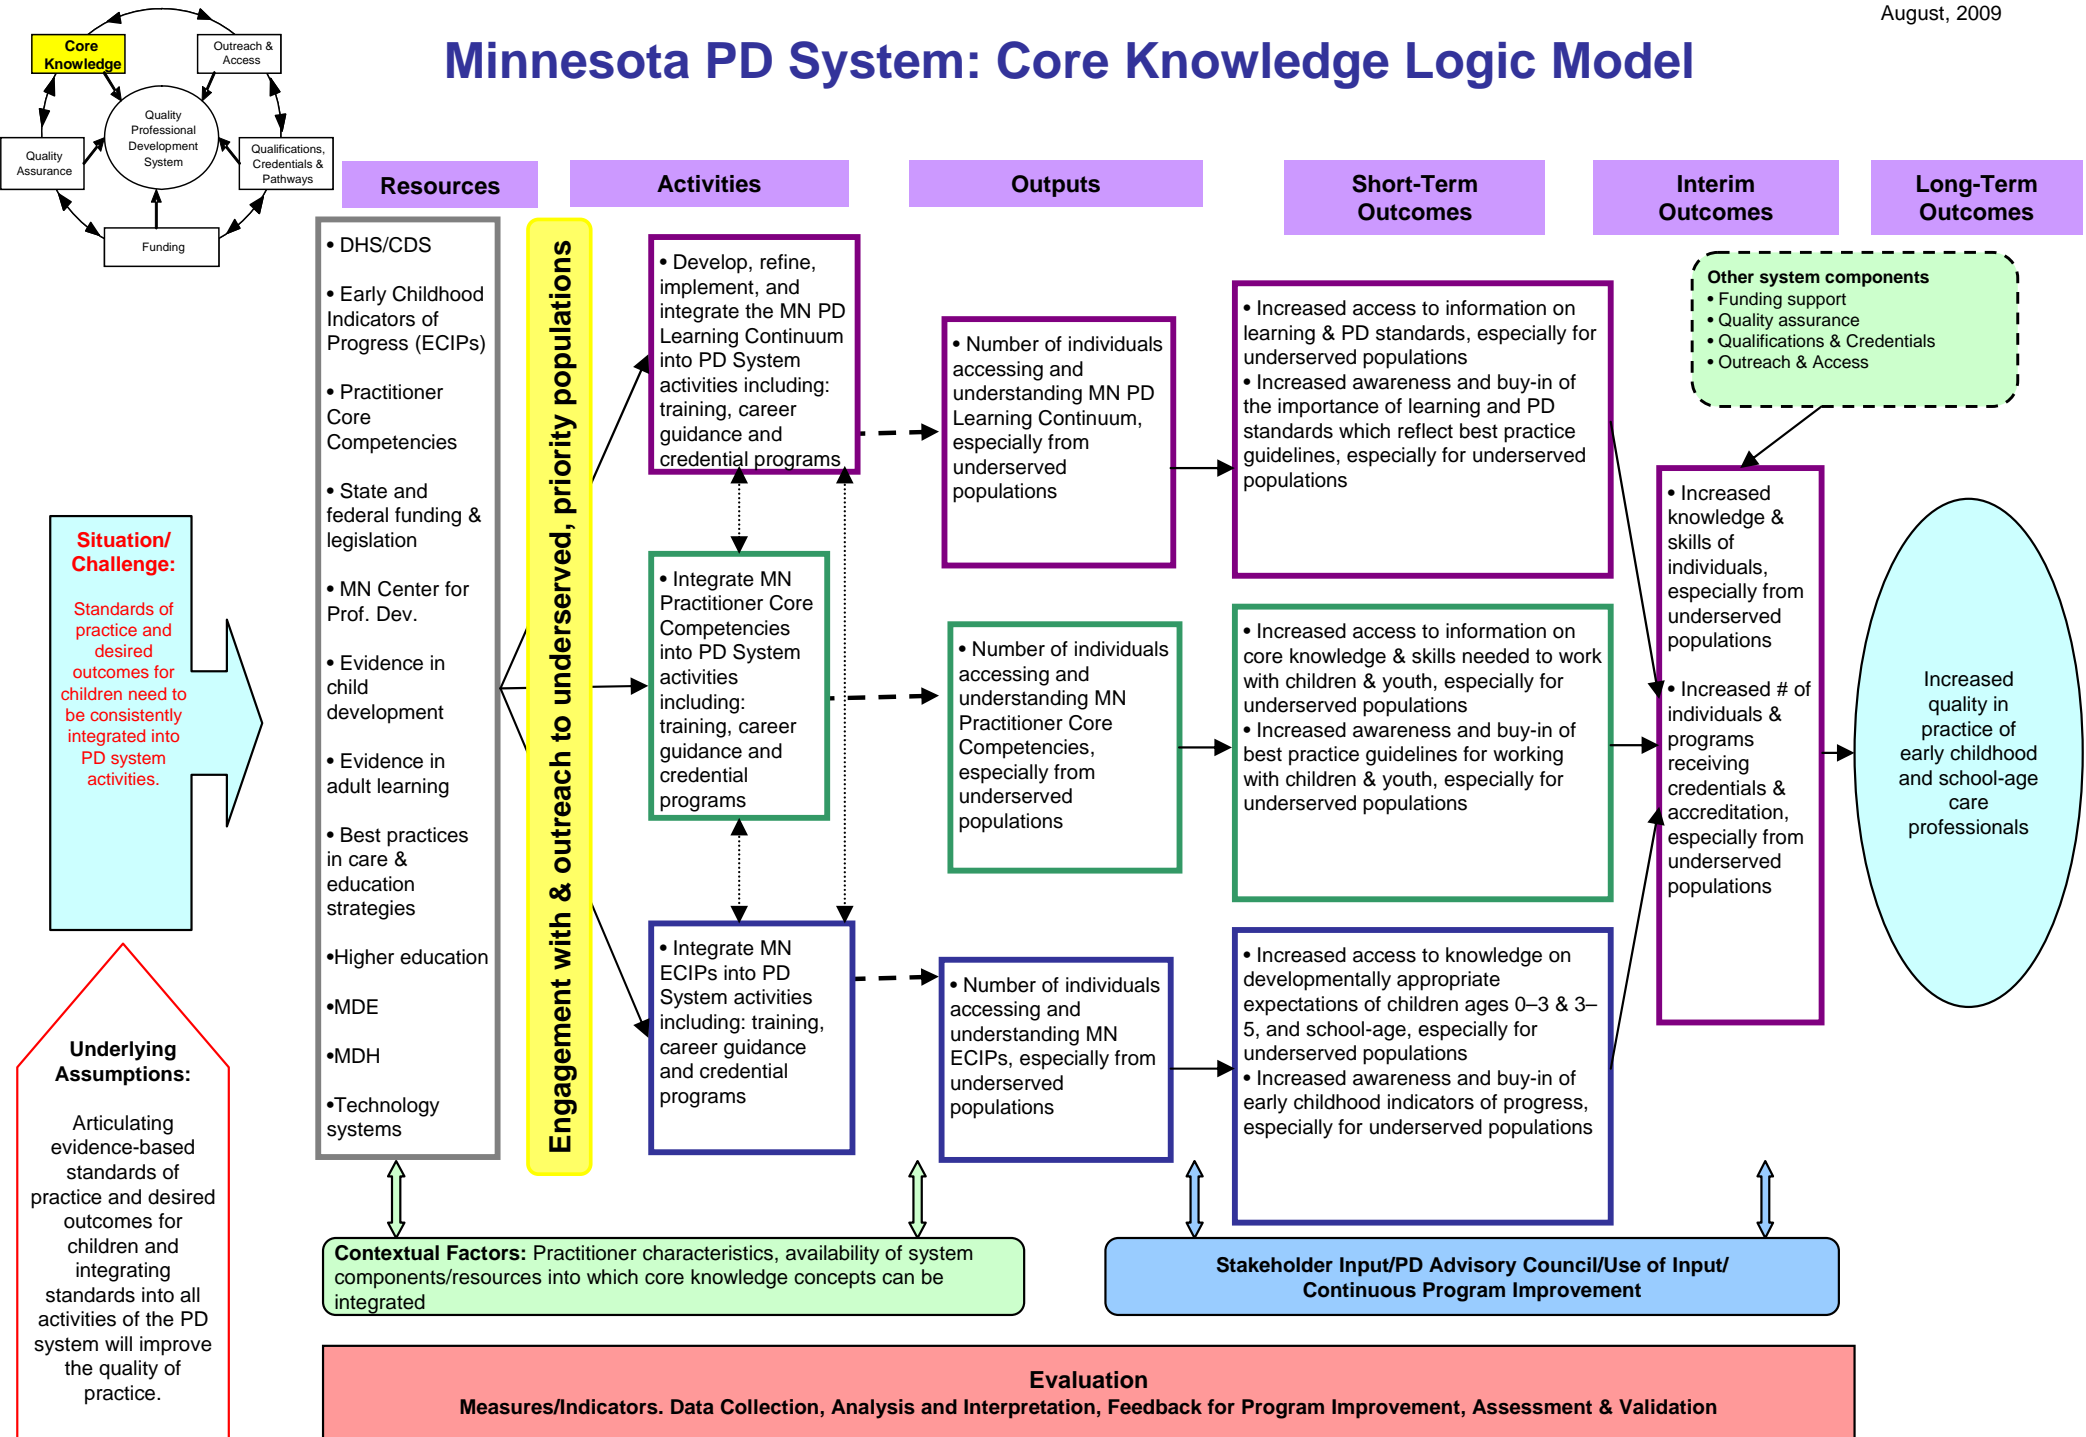 August, 2009
Minnesota PD System: Core Knowledge Logic Model
Core
Knowledge
Outreach &
Access
Quality
Professional
Development
System
Quality
Assurance
Qualifications,
Credentials &
Pathways
Funding
Resources
Activities
Outputs
Short-Term
Outcomes
Interim
Outcomes
Long-Term
Outcomes
Situation/
Challenge:
Standards of
practice and
desired
outcomes for
children need to
be consistently
integrated into
PD system
activities.
Underlying
Assumptions:
Articulating
evidence-based
standards of
practice and desired
outcomes for
children and
integrating
standards into all
activities of the PD
system will improve
the quality of
practice.
• DHS/CDS
• Early Childhood
Indicators of
Progress (ECIPs)
• Practitioner
Core
Competencies
• State and
federal funding &
legislation
• MN Center for
Prof. Dev.
• Evidence in
child
development
• Evidence in
adult learning
• Best practices
in care &
education
strategies
•Higher education
•MDE
•MDH
•Technology
systems
Engagement with & outreach to underserved, priority populations
• Develop, refine,
implement, and
integrate the MN PD
Learning Continuum
into PD System
activities including:
training, career
guidance and
credential programs
• Integrate MN
Practitioner Core
Competencies
into PD System
activities
including:
training, career
guidance and
credential
programs
• Integrate MN
ECIPs into PD
System activities
including: training,
career guidance
and credential
programs
• Number of individuals
accessing and
understanding MN PD
Learning Continuum,
especially from
underserved
populations
• Number of individuals
accessing and
understanding MN
Practitioner Core
Competencies,
especially from
underserved
populations
• Number of individuals
accessing and
understanding MN
ECIPs, especially from
underserved
populations
• Increased access to information on
learning & PD standards, especially for
underserved populations
• Increased awareness and buy-in of
the importance of learning and PD
standards which reflect best practice
guidelines, especially for underserved
populations
• Increased access to information on
core knowledge & skills needed to work
with children & youth, especially for
underserved populations
• Increased awareness and buy-in of
best practice guidelines for working
with children & youth, especially for
underserved populations
• Increased access to knowledge on
developmentally appropriate
expectations of children ages 0–3 & 3–
5, and school-age, especially for
underserved populations
• Increased awareness and buy-in of
early childhood indicators of progress,
especially for underserved populations
Other system components
• Funding support
• Quality assurance
• Qualifications & Credentials
• Outreach & Access
• Increased
knowledge &
skills of
individuals,
especially from
underserved
populations
• Increased # of
individuals &
programs
receiving
credentials &
accreditation,
especially from
underserved
populations
Increased
quality in
practice of
early childhood
and school-age
care
professionals
Contextual Factors: Practitioner characteristics, availability of system
components/resources into which core knowledge concepts can be
integrated
Stakeholder Input/PD Advisory Council/Use of Input/
Continuous Program Improvement
Evaluation
Measures/Indicators. Data Collection, Analysis and Interpretation, Feedback for Program Improvement, Assessment & Validation